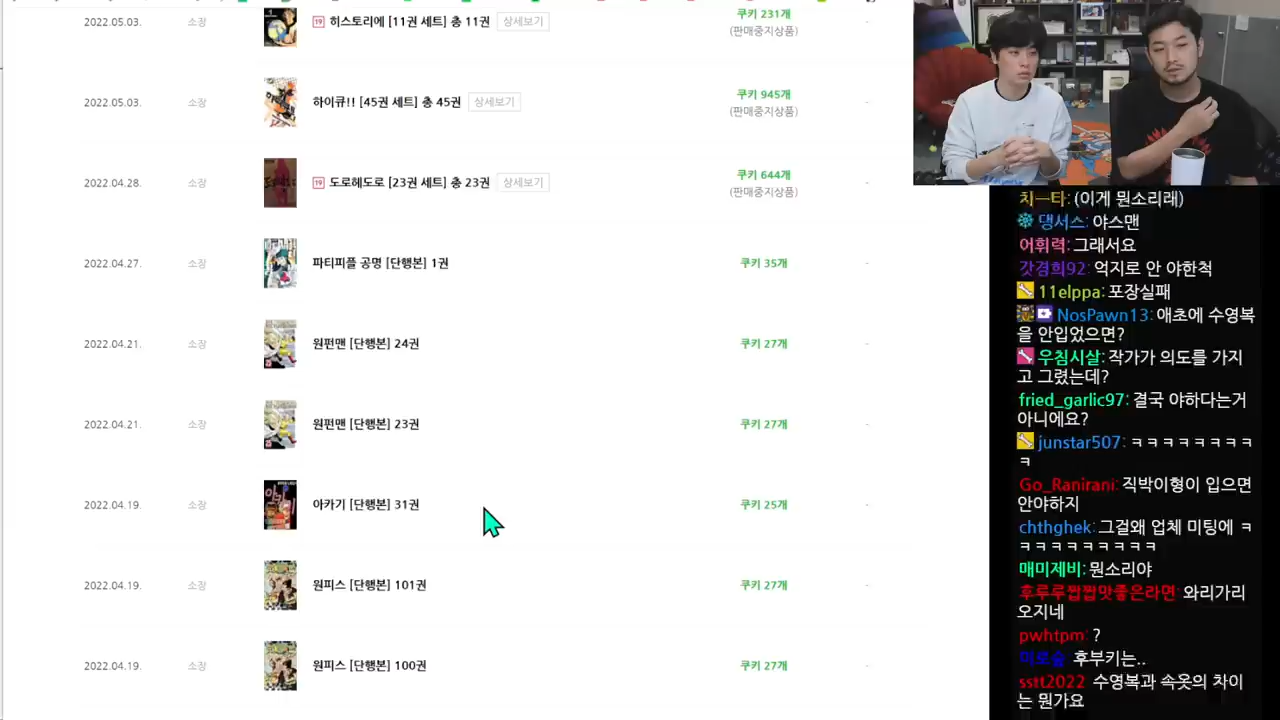 2022.05.03. 소장 19 히스토리에 [11권 세트] 총 11권 상세보기 쿠키 231개
(판매중지상품)
2022.05.03. 소장 하이큐!! [45권 세트] 총 45권 상세보기 쿠키 945개
(판매중지상품)
2022.04.28. 소장 19 도로헤도로 [23권 세트] 총 23권 상세보기 쿠키 644개
(판매중지상품)
2022.04.27. 소장 파티피플 공명 [단행본] 1권 쿠키 35개
2022.04.21. 소장 원펀맨 [단행본] 24권 쿠키 27개
2022.04.21. 소장 원펀맨 [단행본] 23권 쿠키 27개
2022.04.19. 소장 아카기 [단행본] 31권 쿠키 25개
2022.04.19. 소장 원피스 [단행본] 101권 쿠키 27개
2022.04.19. 소장 원피스 [단행본] 100권 쿠키 27개
치―타: (이게 뭔소리래)
댕서스: 야스맨
어휘력: 그래서요
갓경희92: 억지로 안 야한척
11elppa: 포장실패
NosPawn13: 애초에 수영복
을 안입었으면?
우침시살: 작가가 의도를 가지
고 그렸는데?
fried_garlic97: 결국 야하다는거
아니에요?
junstar507: ㅋㅋㅋㅋㅋㅋㅋㅋ
ㅋ
Go_Ranirani: 직박이형이 입으면
안야하지
chthghek: 그걸왜 업체 미팅에 ㅋ
ㅋㅋㅋㅋㅋㅋㅋㅋㅋ
매미제비: 뭔소리야
후루루짭짭맛좋은라면: 와리가리
오지네
pwhtpm: ?
미로숲: 후부키는..
sstt2022: 수영복과 속옷의 차이
는 뭔가요